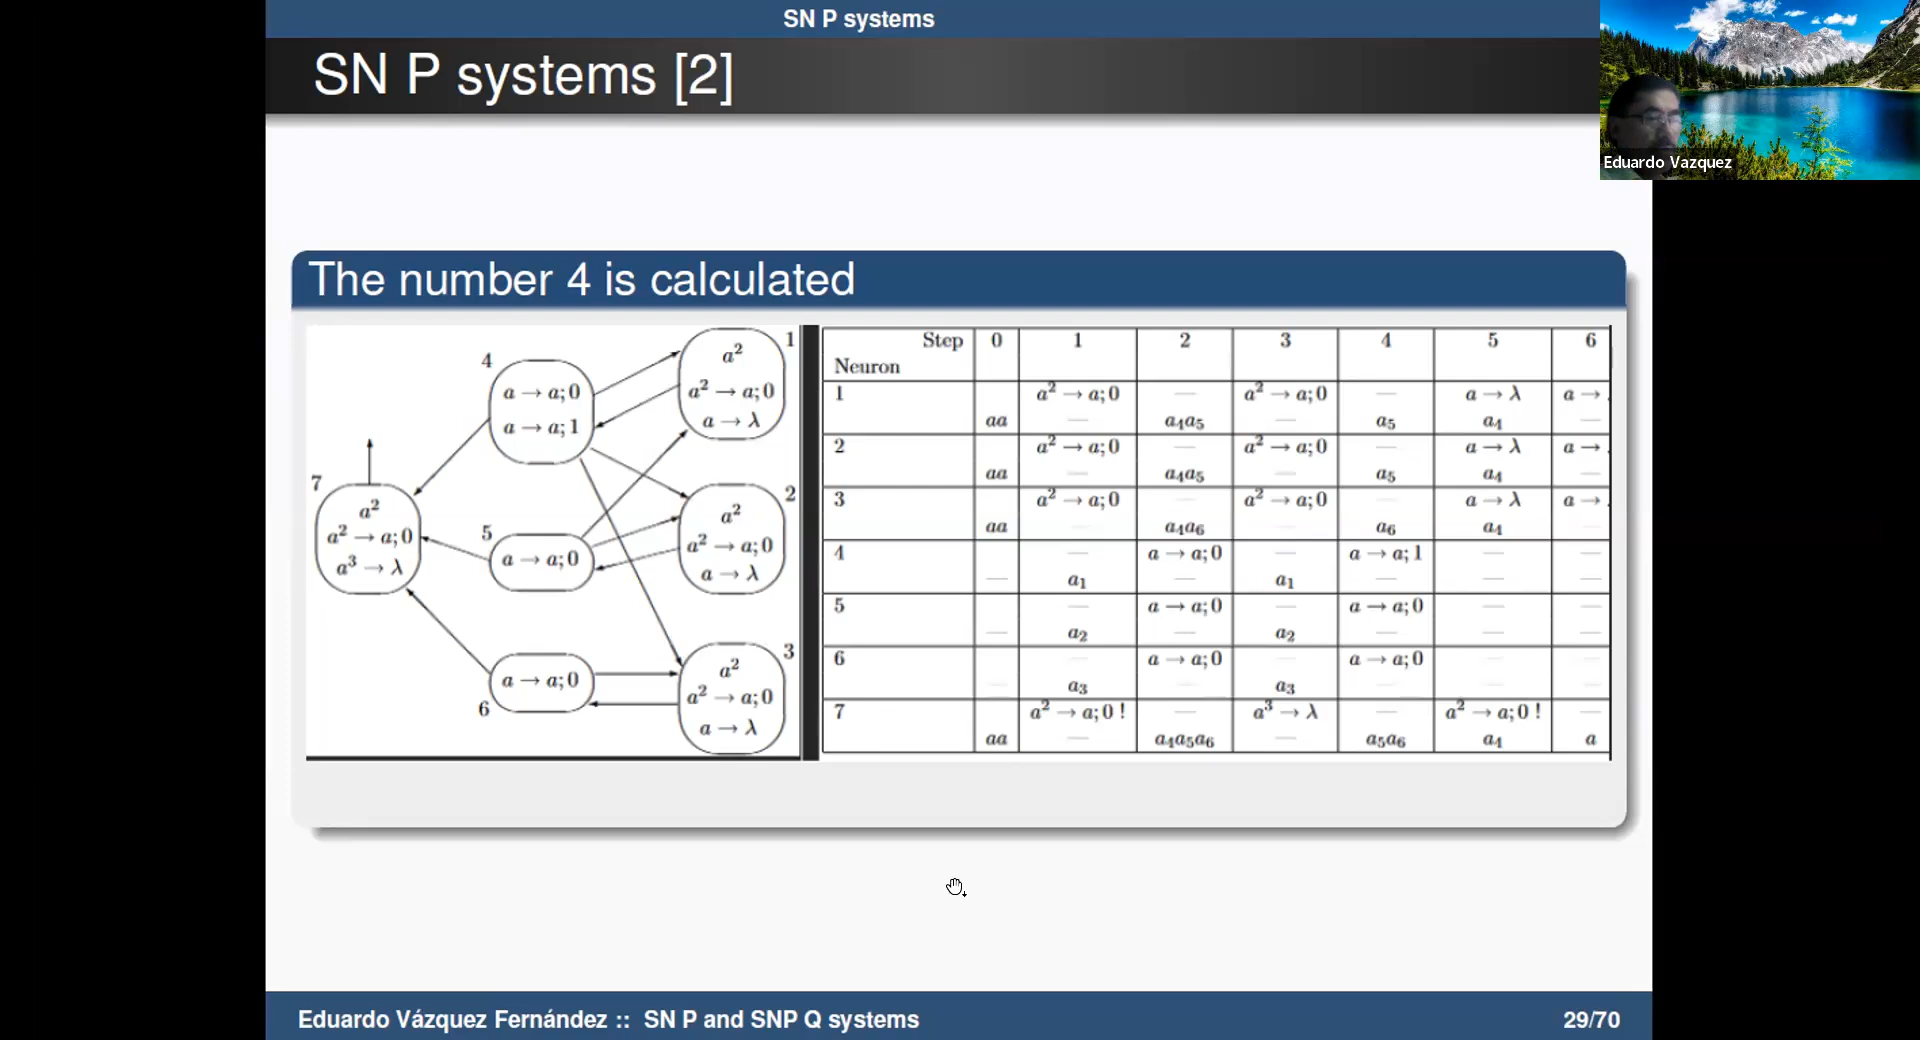 SN P systems
SN P systems [2]
Eduardo Vazquez
The number 4 is calculated
1
a² 
a² → a; 0
a → λ
4
a → a; 0
a → a; 1
7
a²
a² → a; 0
a³ → λ
5
a → a; 0
2
a²
a² → a; 0
a → λ
6
a → a; 0
3
a²
a² → a; 0
a → λ
Step 0 1 2 3 4 5 6
Neuron
1 a² → a; 0 — a² → a; 0 — a → λ a →
aa — a₄a₅ — a₅ a₄ —
2 a² → a; 0 — a² → a; 0 — a → λ a →
aa — a₄a₅ — a₅ a₄ —
3 a² → a; 0 — a² → a; 0 — a → λ a →
aa — a₄a₆ — a₆ a₄ —
4 — a → a; 0 — a → a; 1 — —
— a₁ — a₁ — — —
5 — a → a; 0 — a → a; 0 — —
— a₂ — a₂ — — —
6 — a → a; 0 — a → a; 0 — —
— a₃ — a₃ — — —
7 a² → a; 0 ! — a³ → λ — a² → a; 0 ! —
aa — a₄a₅a₆ — a₅a₆ a₄ a
Eduardo Vázquez Fernández :: SN P and SNP Q systems
29/70